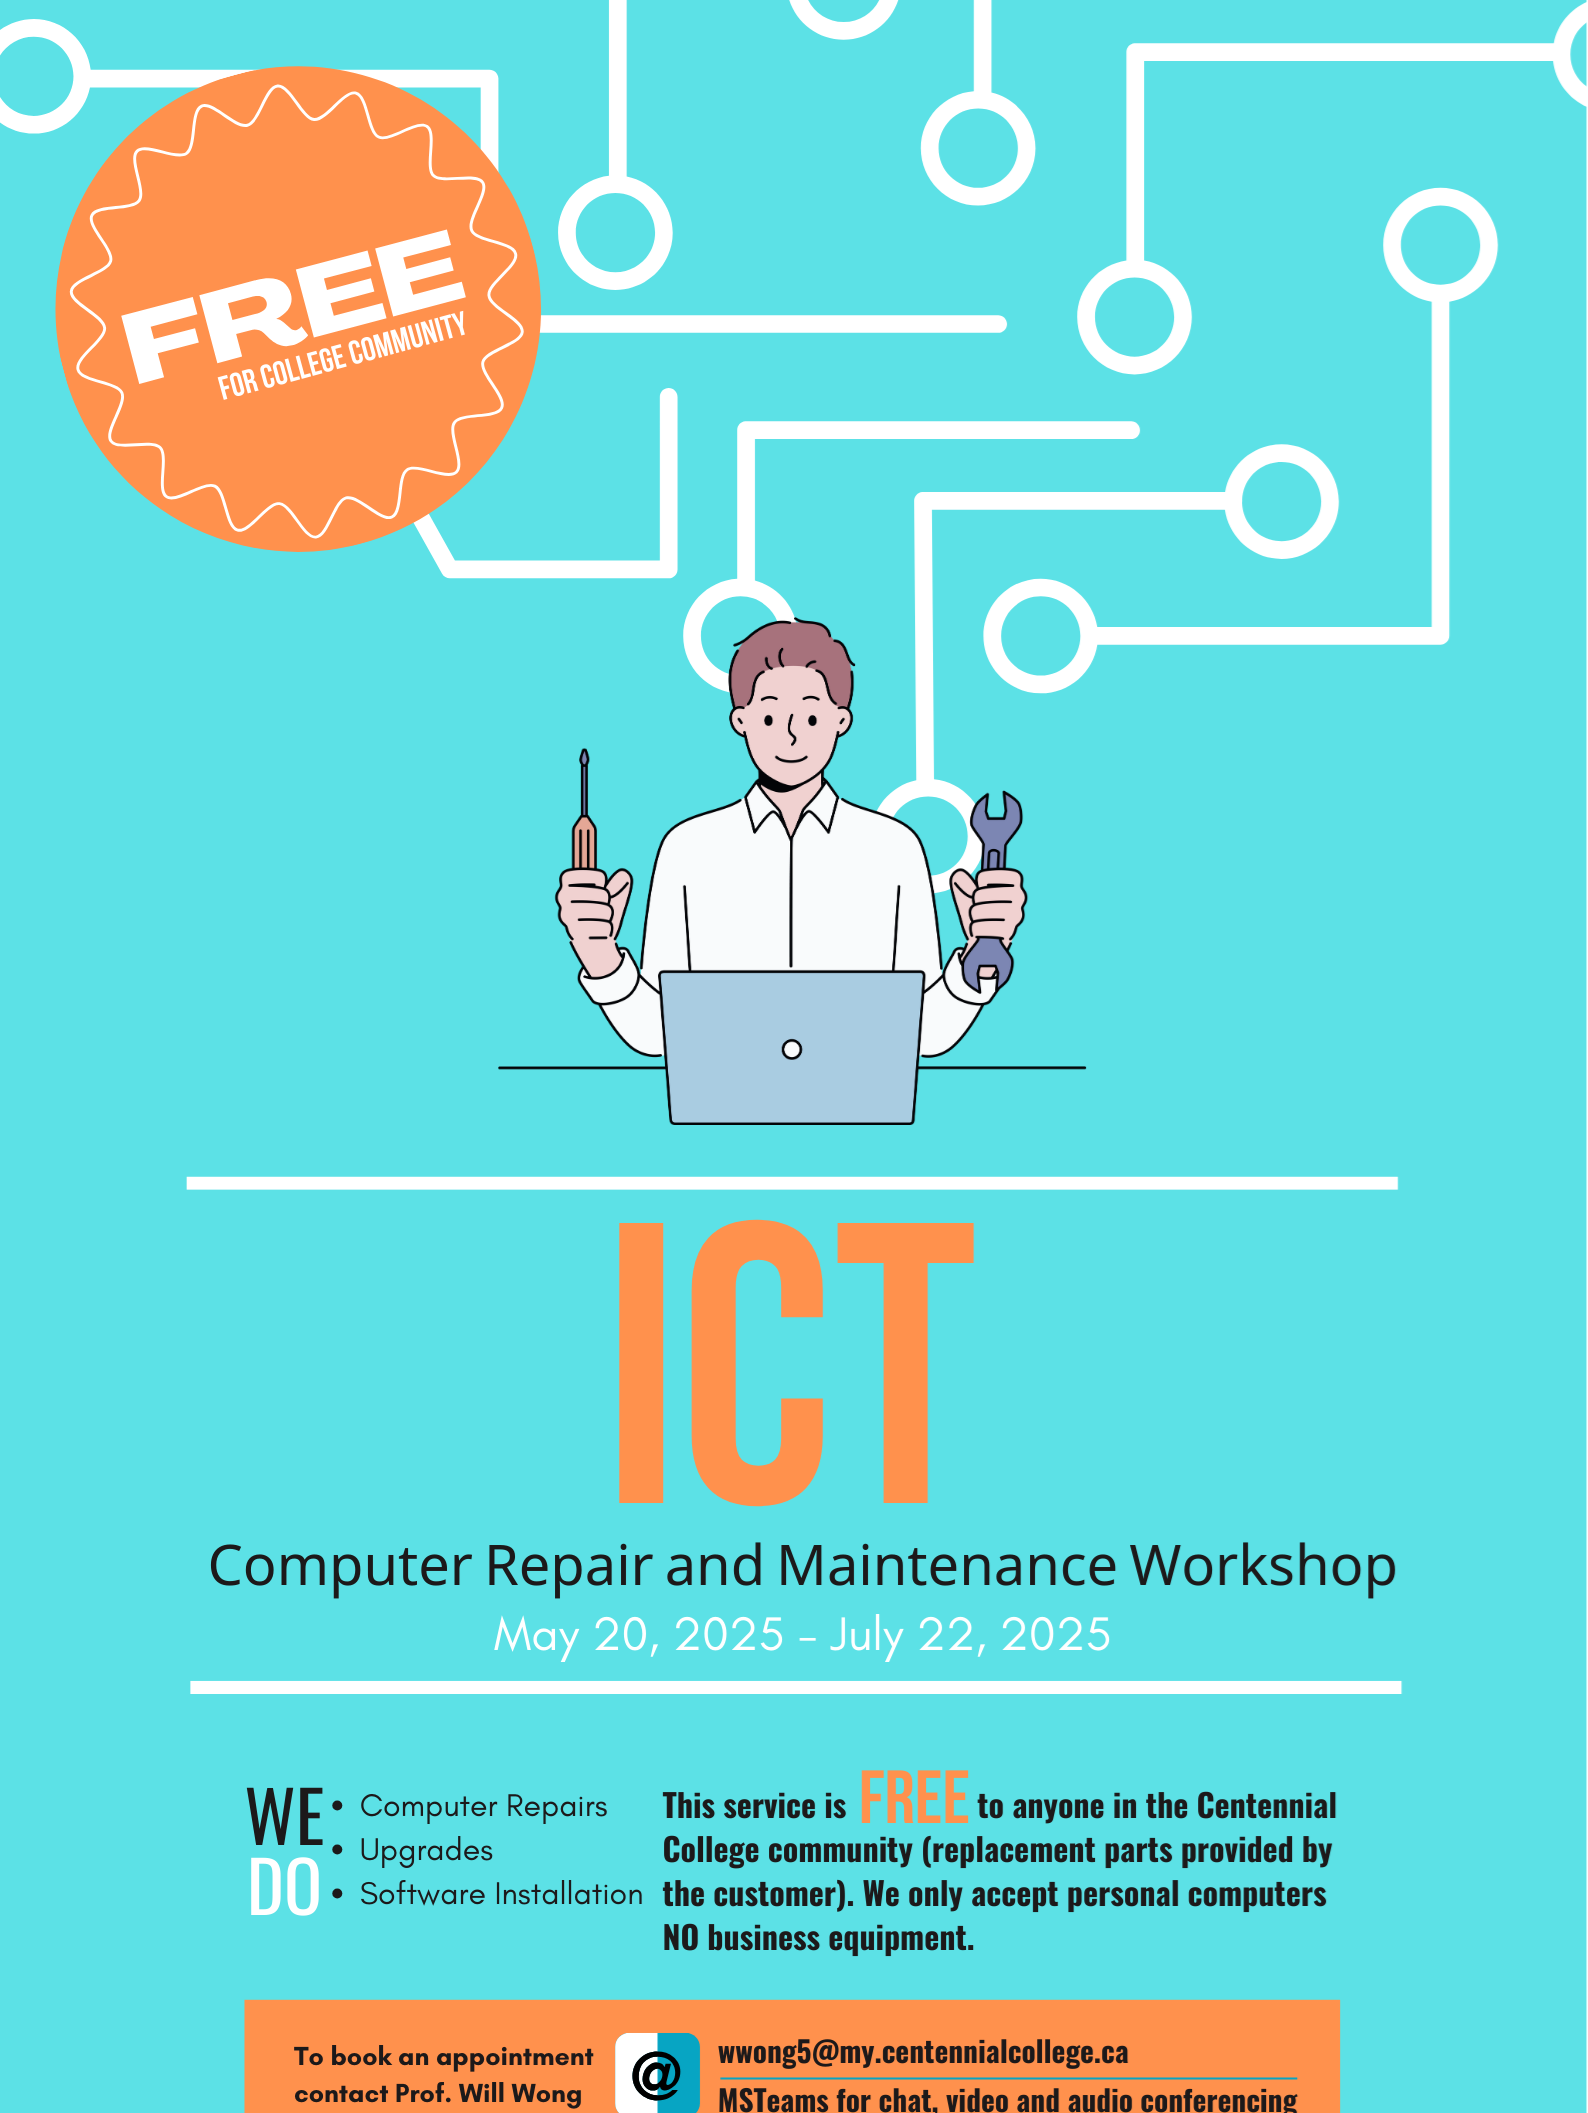 FREE
FOR COLLEGE COMMUNITY
ICT
Computer Repair and Maintenance Workshop
May 20, 2025 - July 22, 2025
WE
DO
• Computer Repairs
• Upgrades
• Software Installation
This service is FREE to anyone in the Centennial
College community (replacement parts provided by
the customer). We only accept personal computers
NO business equipment.
To book an appointment
contact Prof. Will Wong
@
wwong5@my.centennialcollege.ca
MSTeams for chat, video and audio conferencing